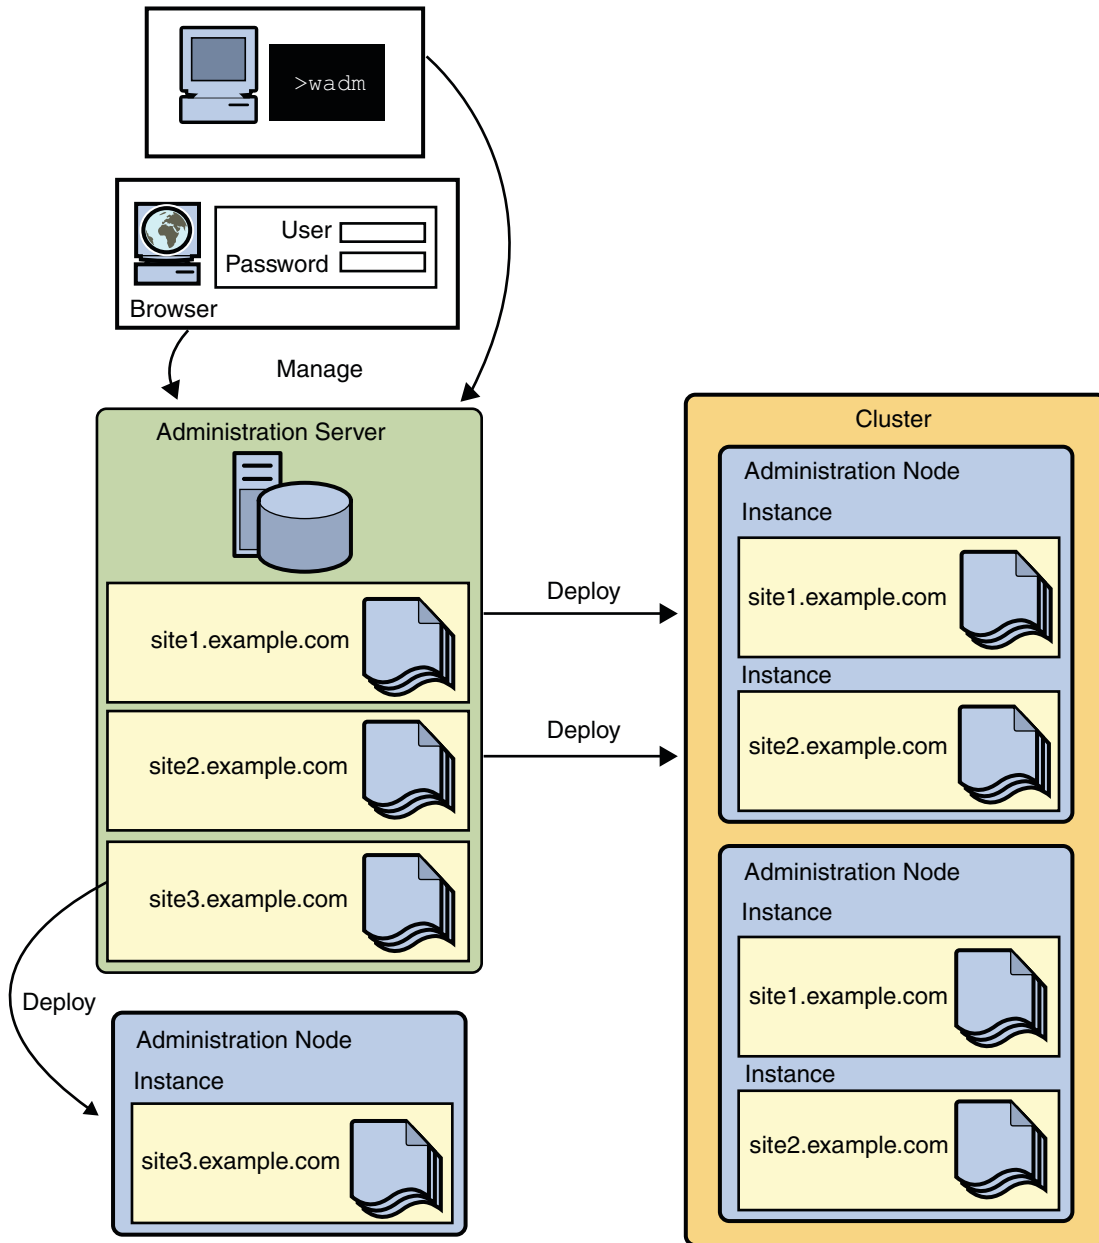 >wadm
User
Password
Browser
Manage
Administration Server
site1.example.com
site2.example.com
site3.example.com
Deploy
Deploy
Deploy
Administration Node
Instance
site3.example.com
Cluster
Administration Node
Instance
site1.example.com
Instance
site2.example.com
Administration Node
Instance
site1.example.com
Instance
site2.example.com